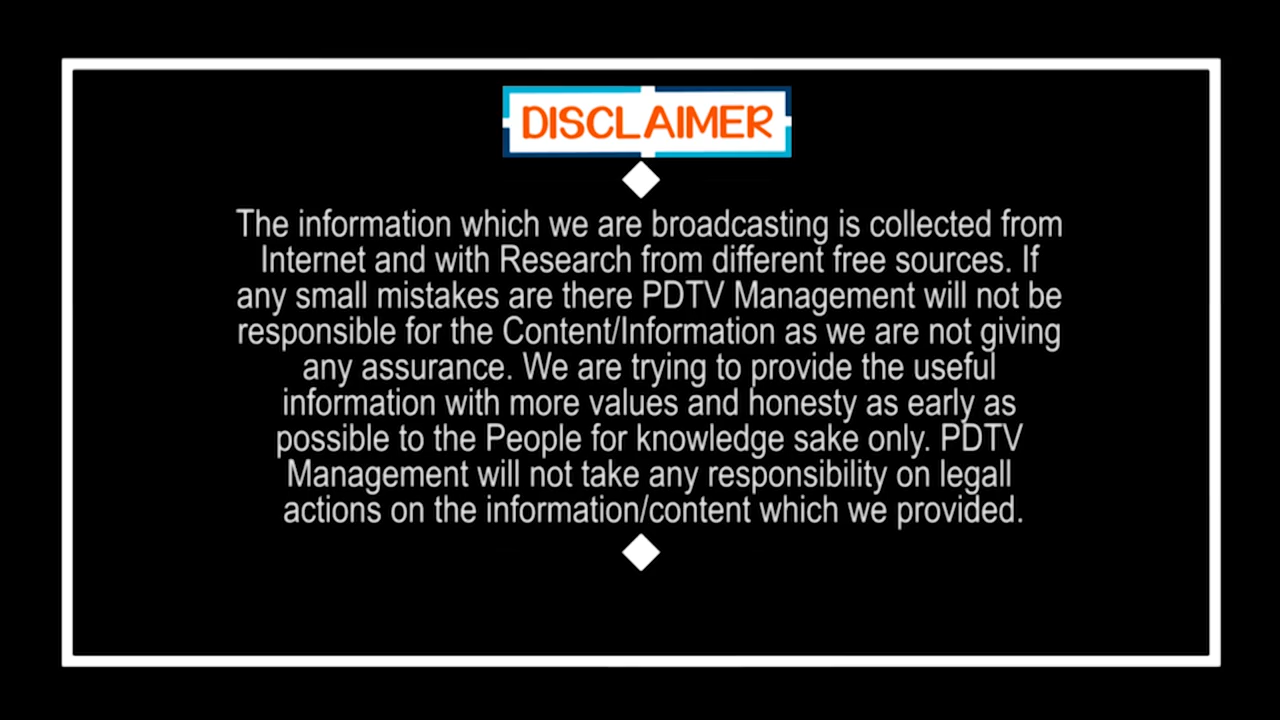 DISCLAIMER
The information which we are broadcasting is collected from
Internet and with Research from different free sources. If
any small mistakes are there PDTV Management will not be
responsible for the Content/Information as we are not giving
any assurance. We are trying to provide the useful
information with more values and honesty as early as
possible to the People for knowledge sake only. PDTV
Management will not take any responsibility on legall
actions on the information/content which we provided.